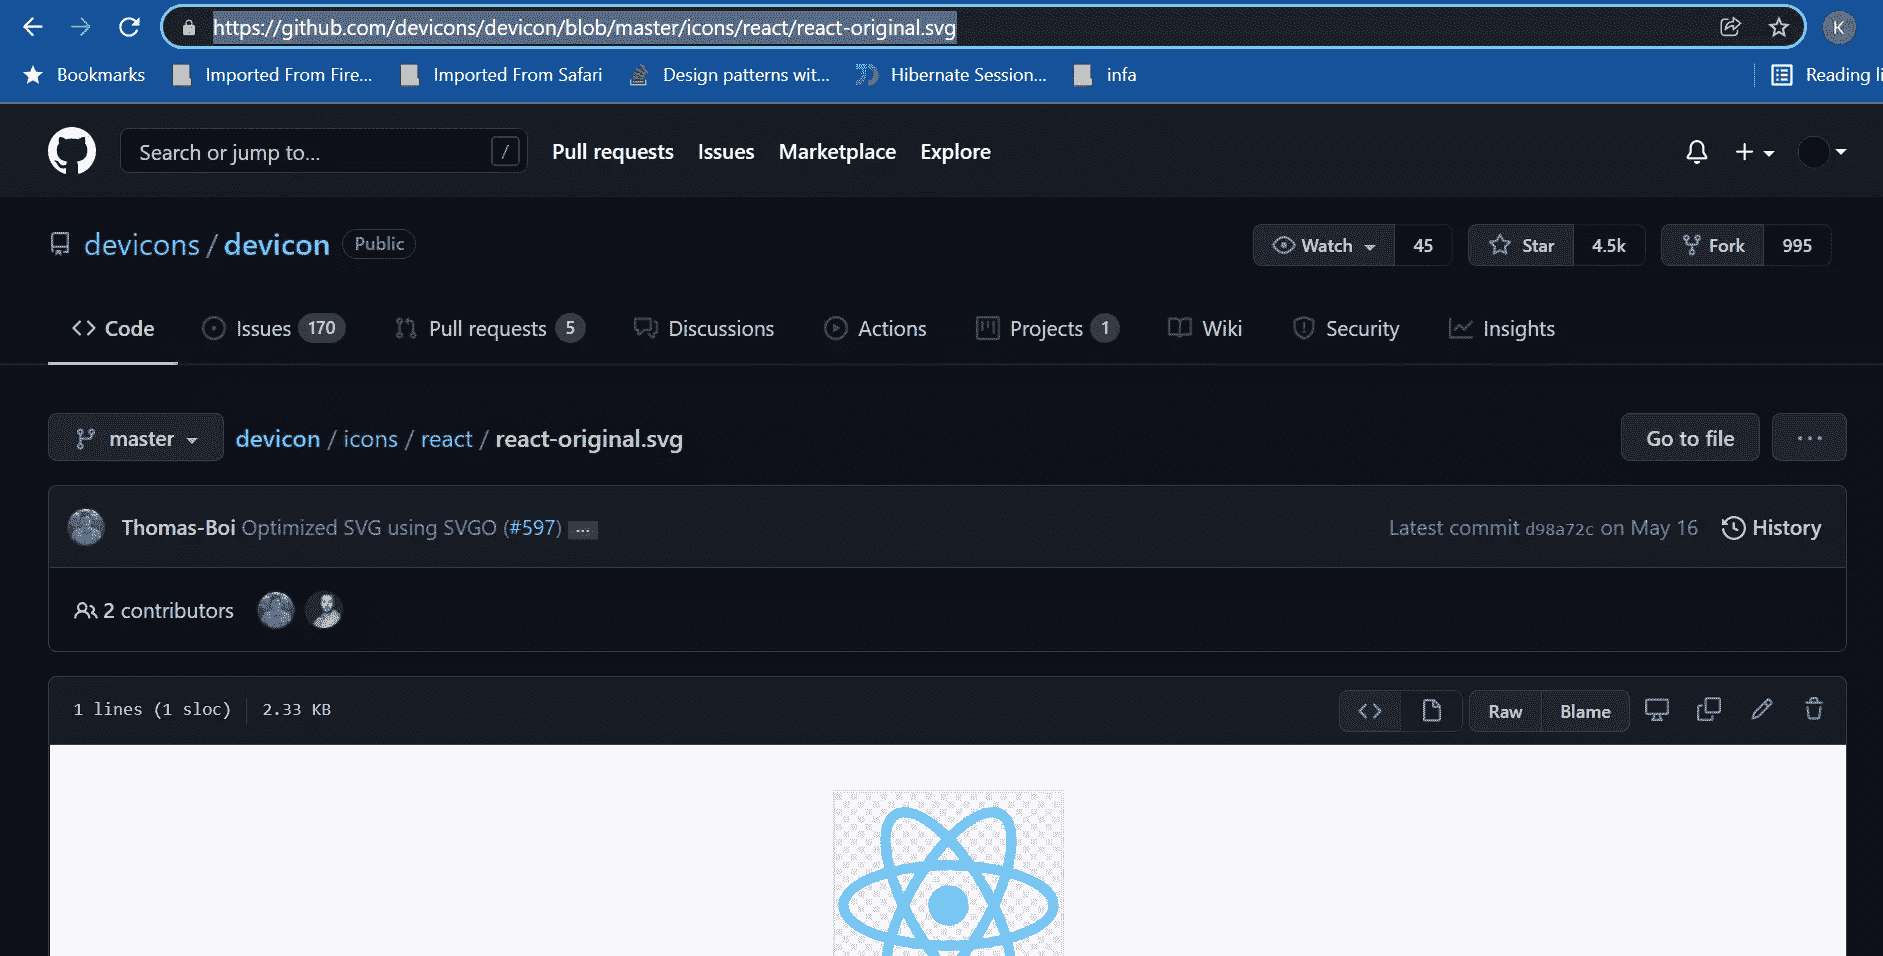 https://github.com/devicons/devicon/blob/master/icons/react/react-original.svg K
Bookmarks Imported From Fire... Imported From Safari Design patterns wit... Hibernate Session... infa Reading li
Search or jump to... / Pull requests Issues Marketplace Explore
devicons / devicon Public Watch 45 Star 4.5k Fork 995
Code Issues 170 Pull requests 5 Discussions Actions Projects 1 Wiki Security Insights
master devicon / icons / react / react-original.svg Go to file ...
Thomas-Boi Optimized SVG using SVGO (#597) ... Latest commit d98a72c on May 16 History
2 contributors
1 lines (1 sloc) 2.33 KB Raw Blame